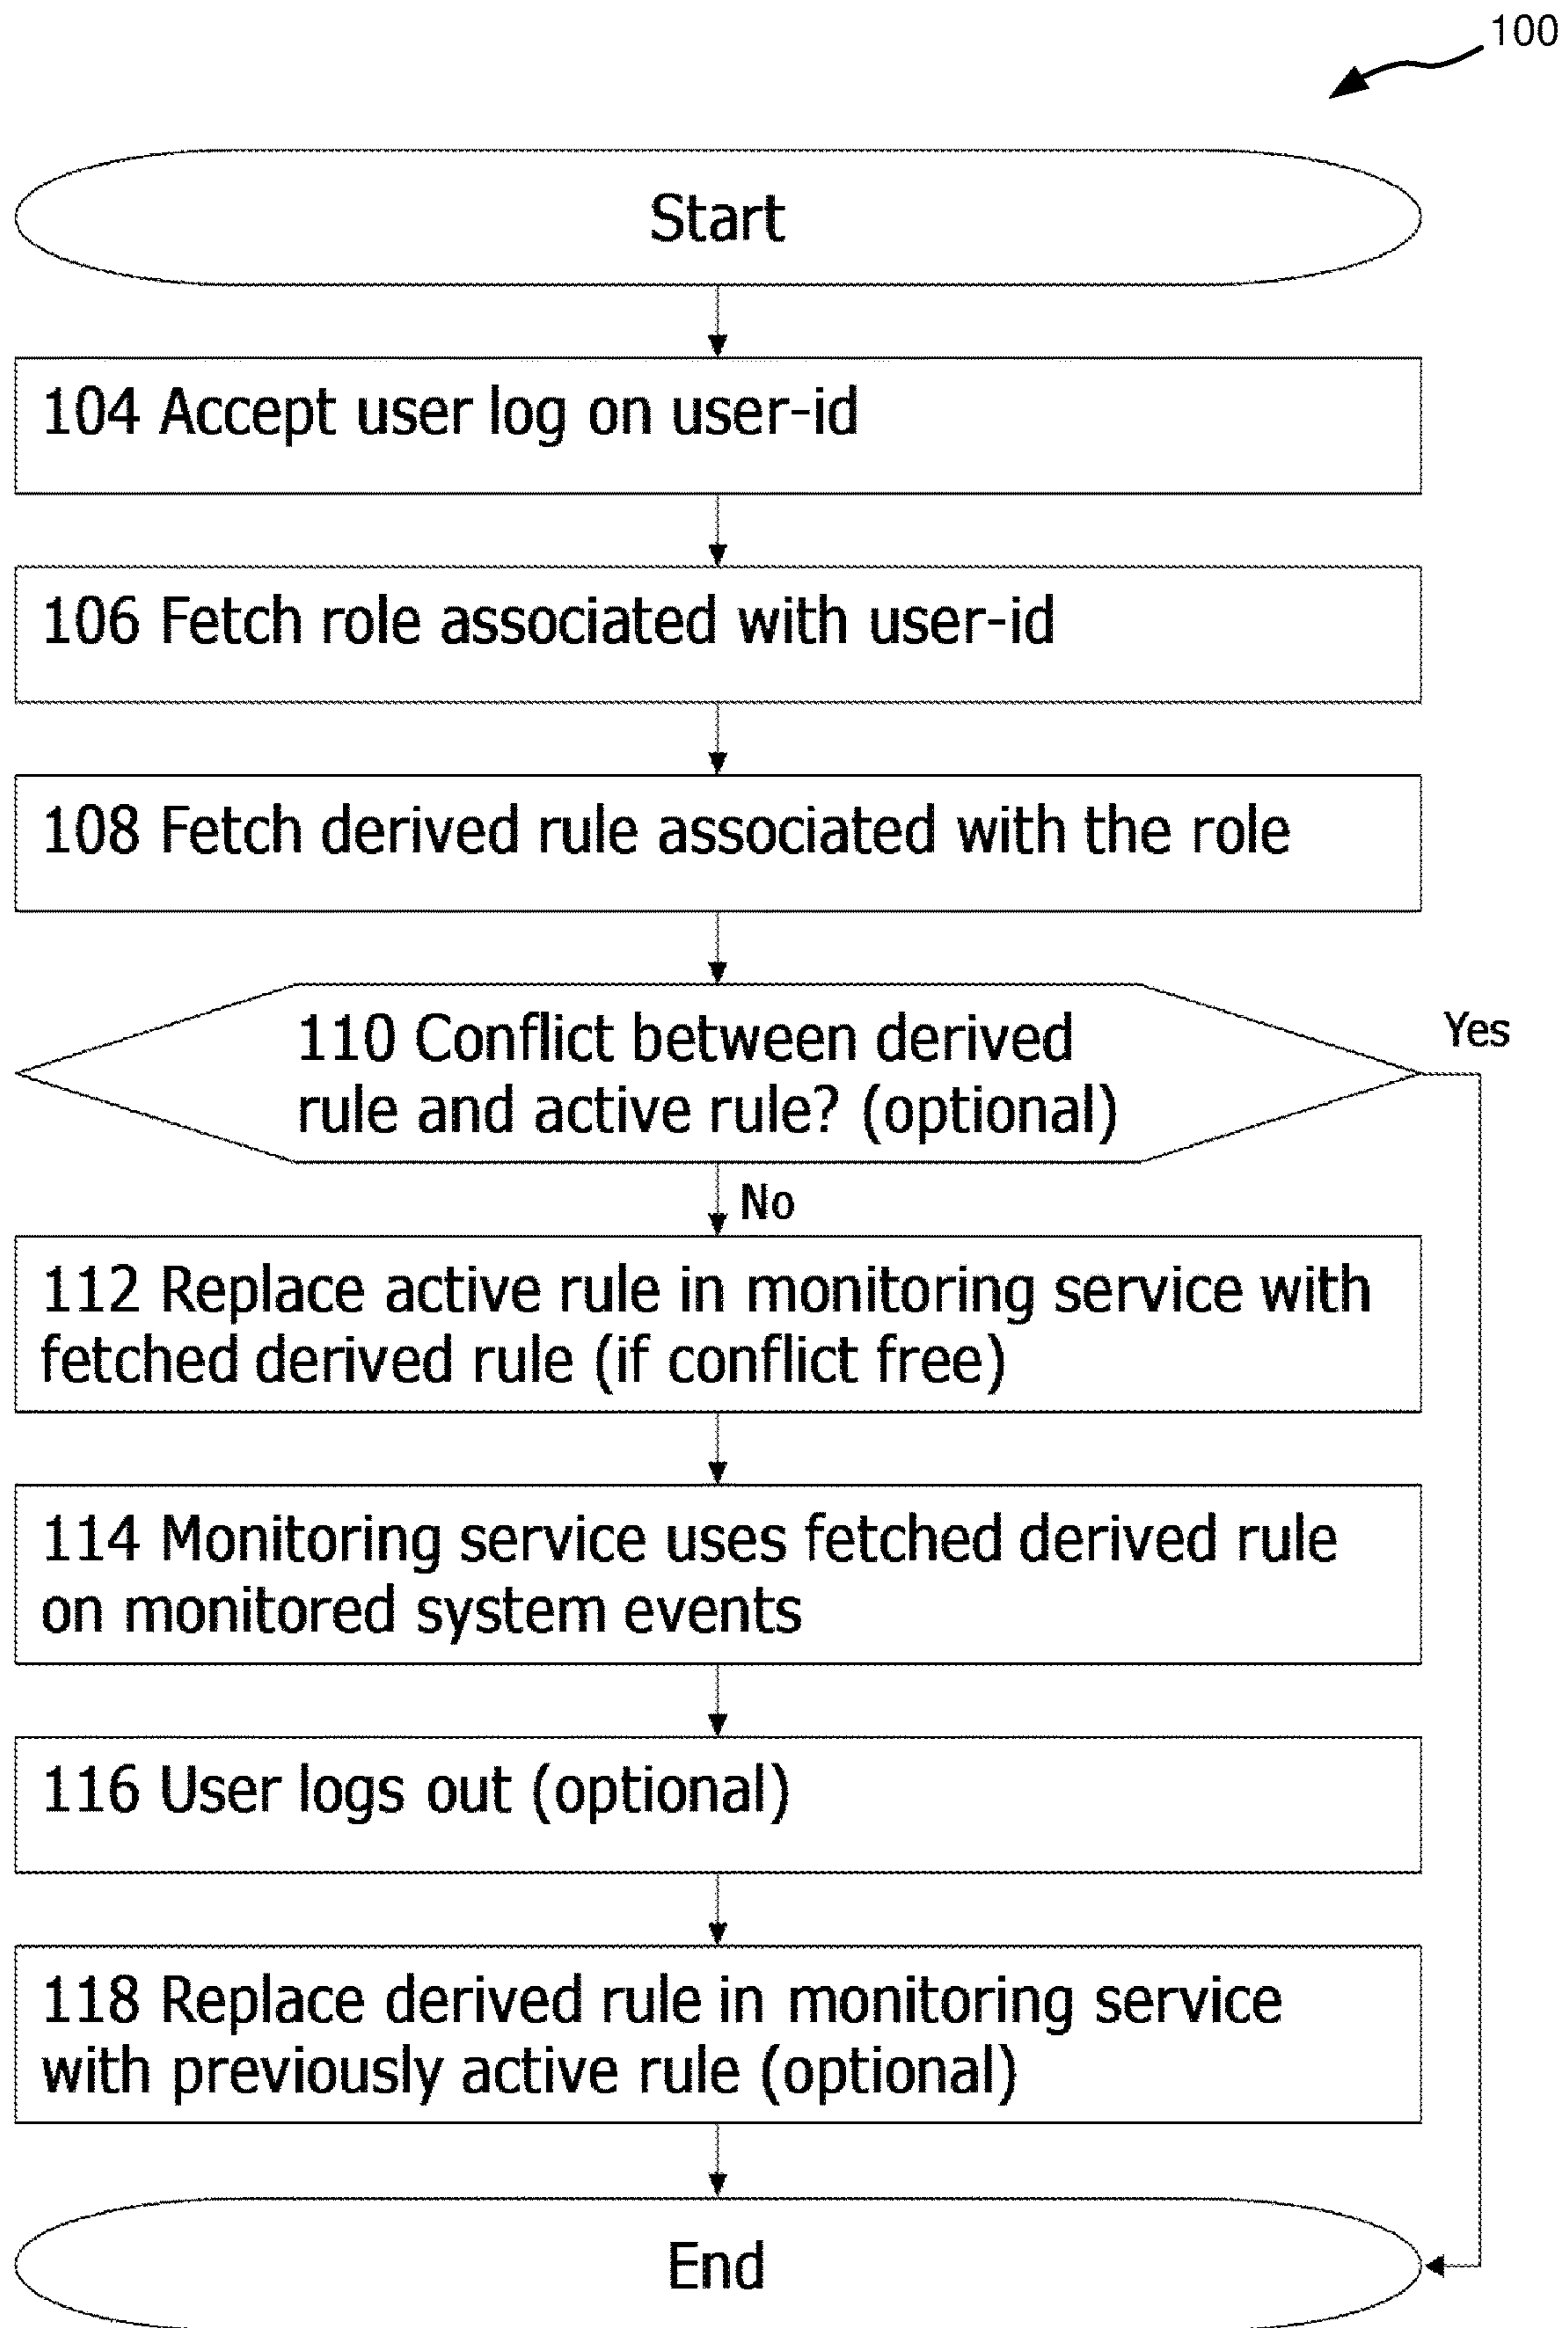 100
Start
104 Accept user log on user-id
106 Fetch role associated with user-id
108 Fetch derived rule associated with the role
110 Conflict between derived
rule and active rule? (optional)
Yes
No
112 Replace active rule in monitoring service with
fetched derived rule (if conflict free)
114 Monitoring service uses fetched derived rule
on monitored system events
116 User logs out (optional)
118 Replace derived rule in monitoring service
with previously active rule (optional)
End